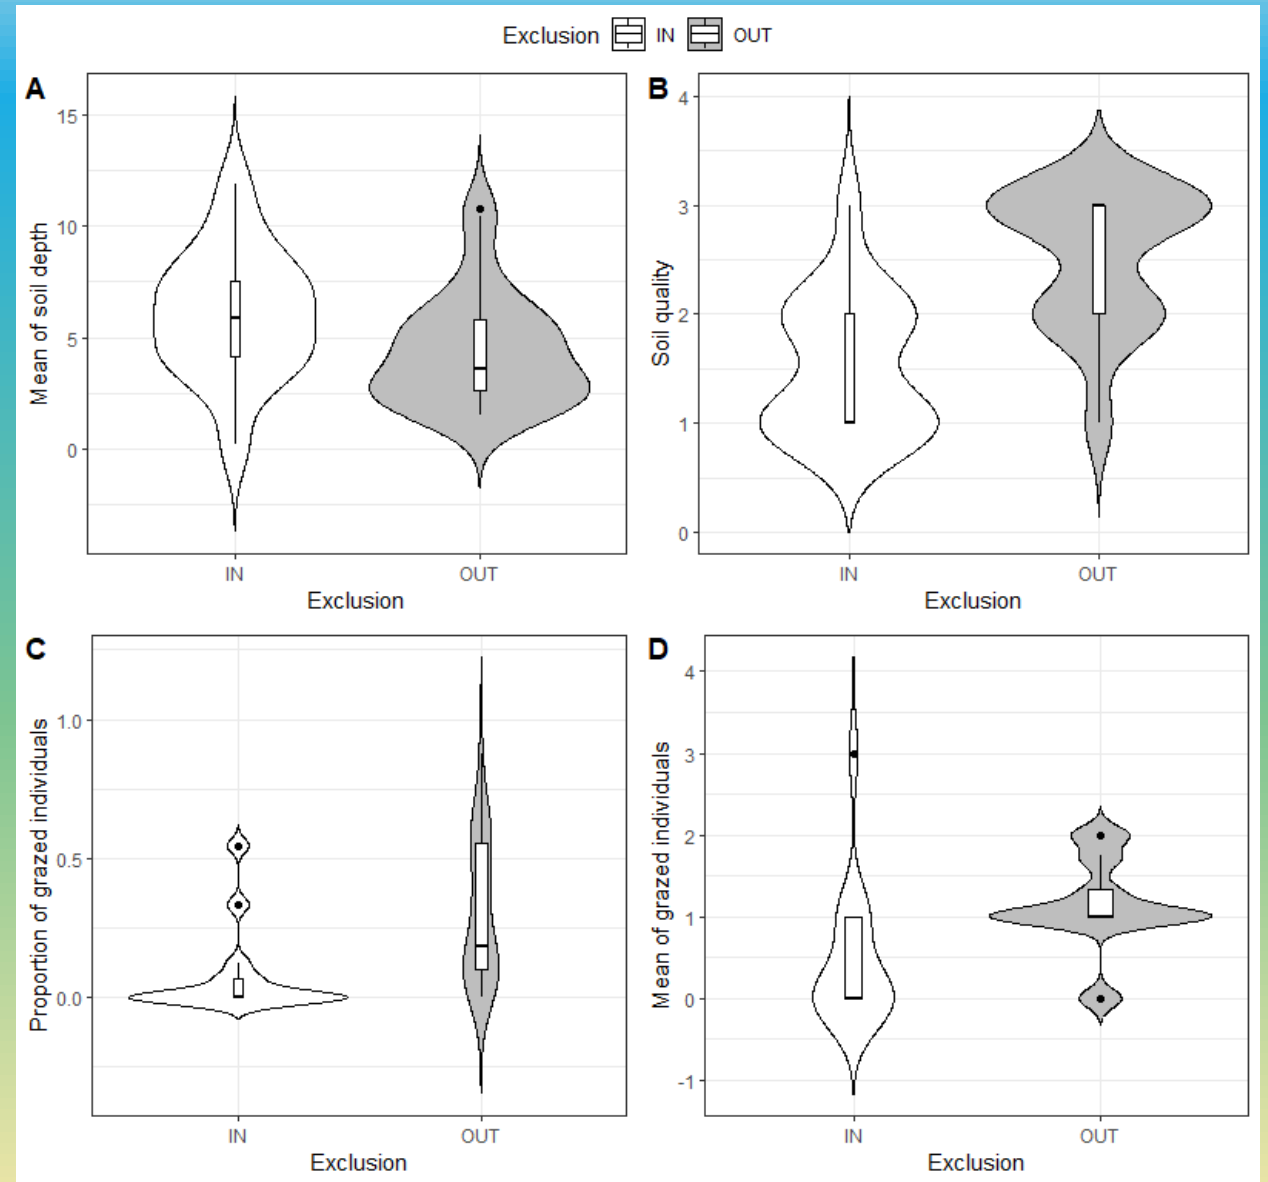 Exclusion IN OUT
A
Mean of soil depth
15
10
5
0
IN OUT
Exclusion
B
Soil quality
4
3
2
1
0
IN OUT
Exclusion
C
Proportion of grazed individuals
1.0
0.5
0.0
IN OUT
Exclusion
D
Mean of grazed individuals
4
3
2
1
0
-1
IN OUT
Exclusion